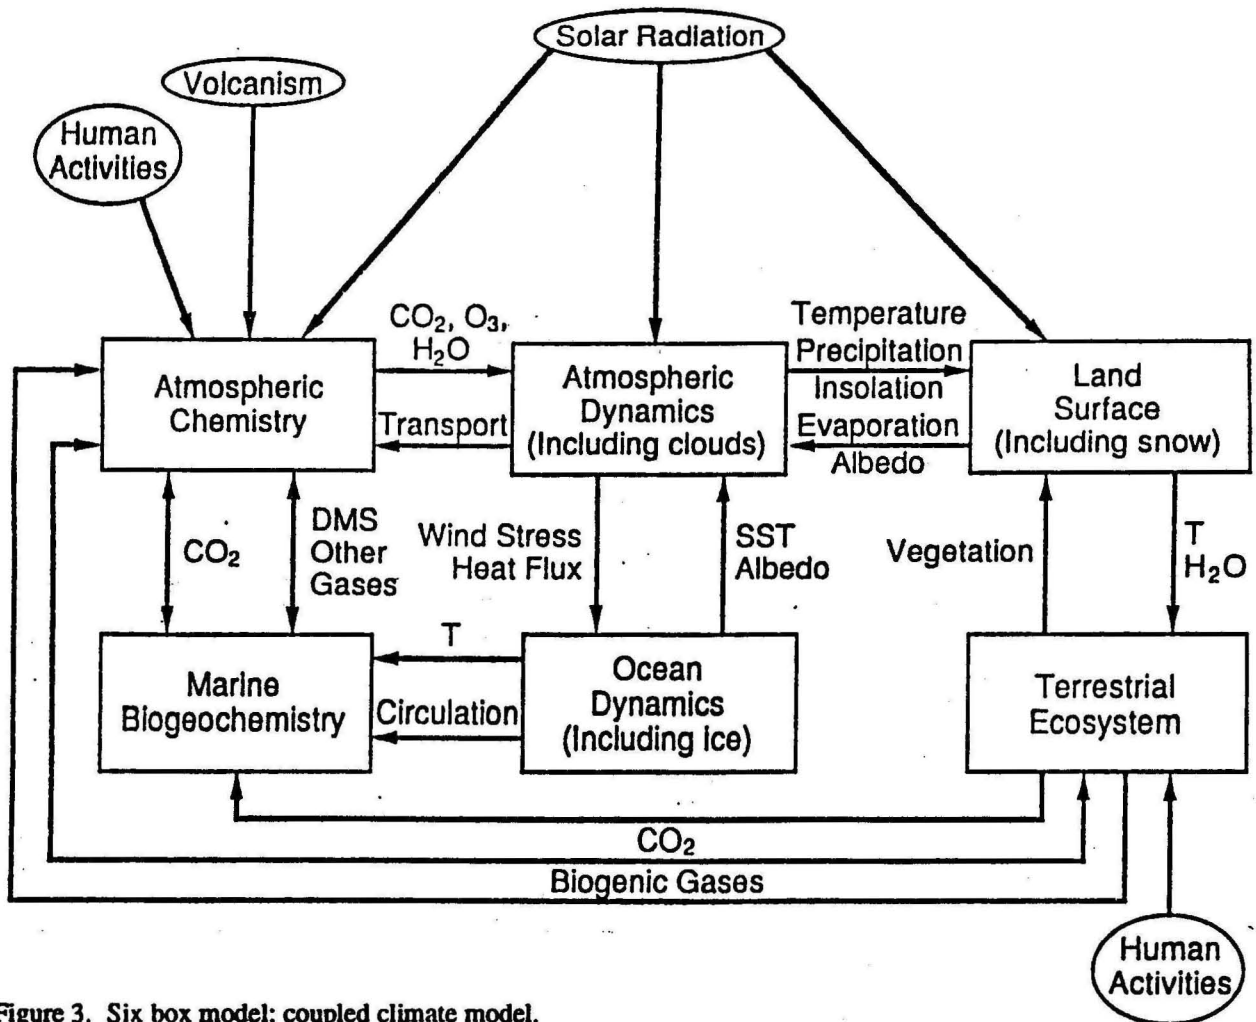 Solar Radiation
Volcanism
Human
Activities
CO₂, O₃,
H₂O
Temperature
Precipitation
Insolation
Atmospheric
Chemistry
Transport
Atmospheric
Dynamics
(Including clouds)
Evaporation
Albedo
Land
Surface
(Including snow)
CO₂
DMS
Other
Gases
Wind Stress
Heat Flux
SST
Albedo
Vegetation
T
H₂O
Marine
Biogeochemistry
T
Circulation
Ocean
Dynamics
(Including ice)
Terrestrial
Ecosystem
CO₂
Biogenic Gases
Human
Activities
Figure 3. Six box model: coupled climate model.